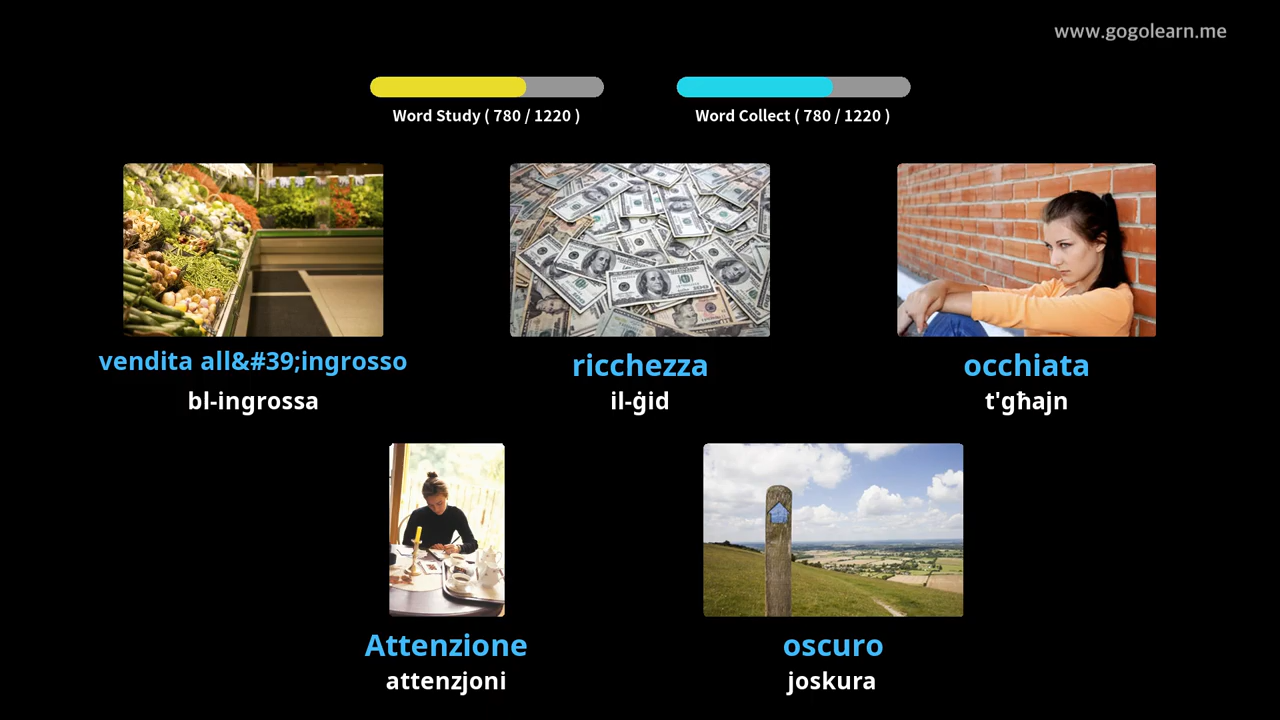 www.gogolearn.me
Word Study ( 780 / 1220 )
Word Collect ( 780 / 1220 )
vendita all&#39;ingrosso
bl-ingrossa
ricchezza
il-ġid
occhiata
t'għajn
Attenzione
attenzjoni
oscuro
joskura